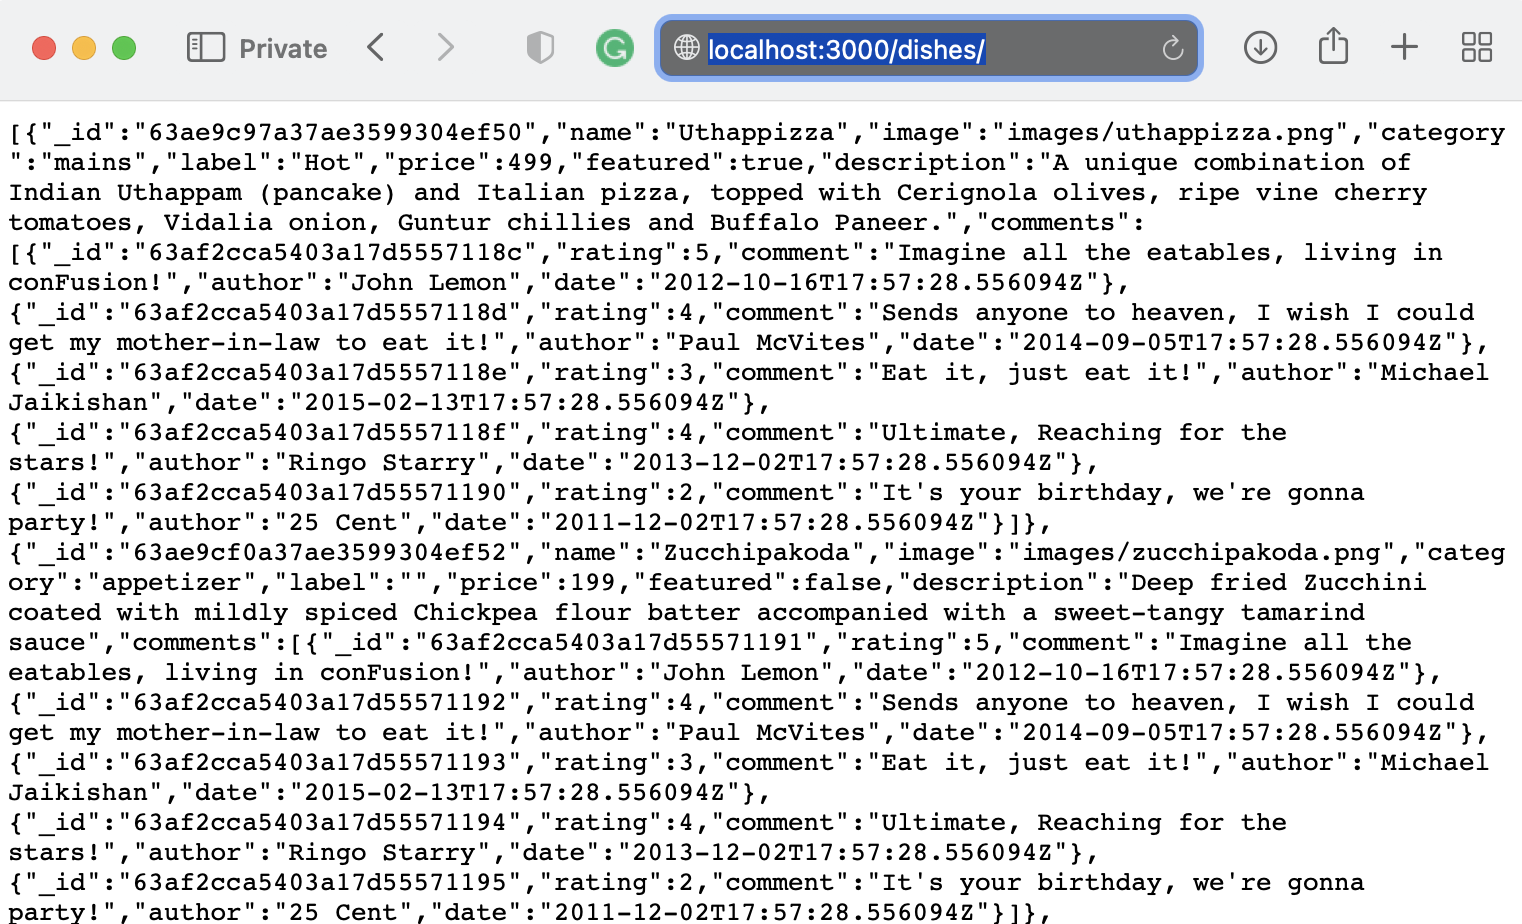 Private
localhost:3000/dishes/
[{"_id":"63ae9c97a37ae3599304ef50","name":"Uthappizza","image":"images/uthappizza.png","category
":"mains","label":"Hot","price":499,"featured":true,"description":"A unique combination of
Indian Uthappam (pancake) and Italian pizza, topped with Cerignola olives, ripe vine cherry
tomatoes, Vidalia onion, Guntur chillies and Buffalo Paneer.","comments":
[{"_id":"63af2cca5403a17d5557118c","rating":5,"comment":"Imagine all the eatables, living in
conFusion!","author":"John Lemon","date":"2012-10-16T17:57:28.556094Z"},
{"_id":"63af2cca5403a17d5557118d","rating":4,"comment":"Sends anyone to heaven, I wish I could
get my mother-in-law to eat it!","author":"Paul McVites","date":"2014-09-05T17:57:28.556094Z"},
{"_id":"63af2cca5403a17d5557118e","rating":3,"comment":"Eat it, just eat it!","author":"Michael
Jaikishan","date":"2015-02-13T17:57:28.556094Z"},
{"_id":"63af2cca5403a17d5557118f","rating":4,"comment":"Ultimate, Reaching for the
stars!","author":"Ringo Starry","date":"2013-12-02T17:57:28.556094Z"},
{"_id":"63af2cca5403a17d55571190","rating":2,"comment":"It's your birthday, we're gonna
party!","author":"25 Cent","date":"2011-12-02T17:57:28.556094Z"}]},
{"_id":"63ae9cf0a37ae3599304ef52","name":"Zucchipakoda","image":"images/zucchipakoda.png","categ
ory":"appetizer","label":"","price":199,"featured":false,"description":"Deep fried Zucchini
coated with mildly spiced Chickpea flour batter accompanied with a sweet-tangy tamarind
sauce","comments":[{"_id":"63af2cca5403a17d55571191","rating":5,"comment":"Imagine all the
eatables, living in conFusion!","author":"John Lemon","date":"2012-10-16T17:57:28.556094Z"},
{"_id":"63af2cca5403a17d55571192","rating":4,"comment":"Sends anyone to heaven, I wish I could
get my mother-in-law to eat it!","author":"Paul McVites","date":"2014-09-05T17:57:28.556094Z"},
{"_id":"63af2cca5403a17d55571193","rating":3,"comment":"Eat it, just eat it!","author":"Michael
Jaikishan","date":"2015-02-13T17:57:28.556094Z"},
{"_id":"63af2cca5403a17d55571194","rating":4,"comment":"Ultimate, Reaching for the
stars!","author":"Ringo Starry","date":"2013-12-02T17:57:28.556094Z"},
{"_id":"63af2cca5403a17d55571195","rating":2,"comment":"It's your birthday, we're gonna
party!","author":"25 Cent","date":"2011-12-02T17:57:28.556094Z"}]},